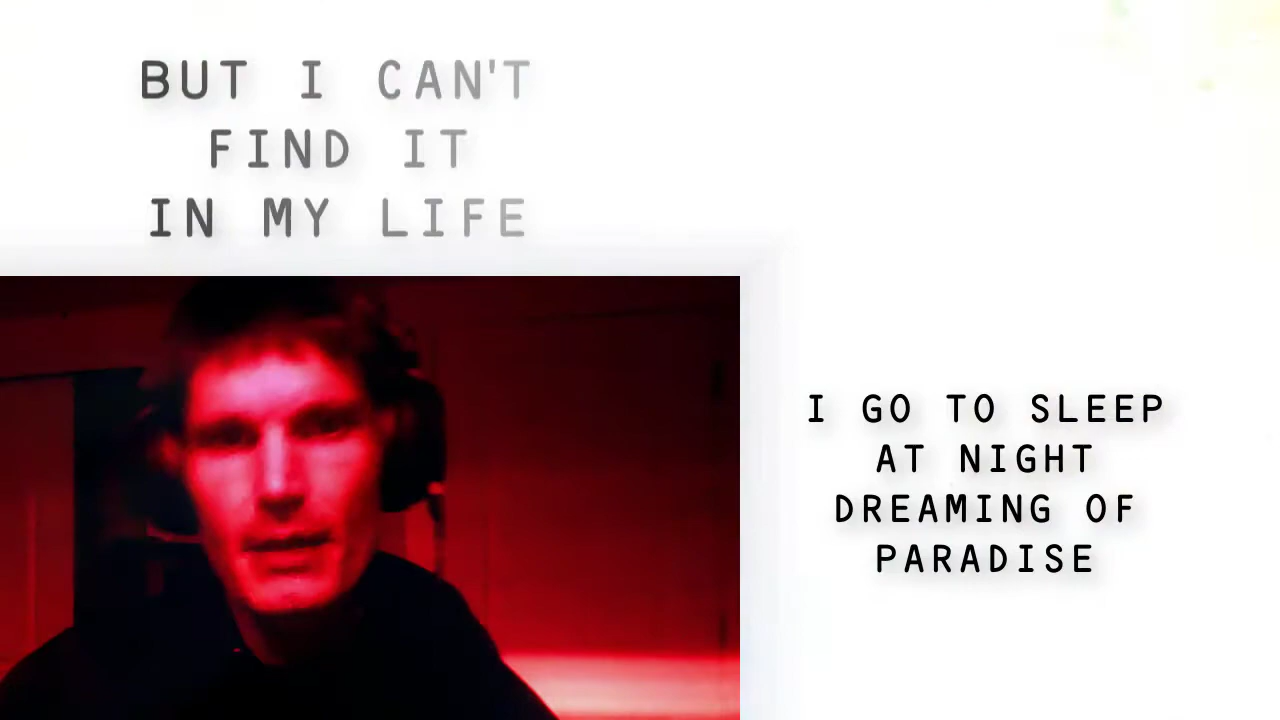 BUT I CAN'T
FIND IT
IN MY LIFE
I GO TO SLEEP
AT NIGHT
DREAMING OF
PARADISE